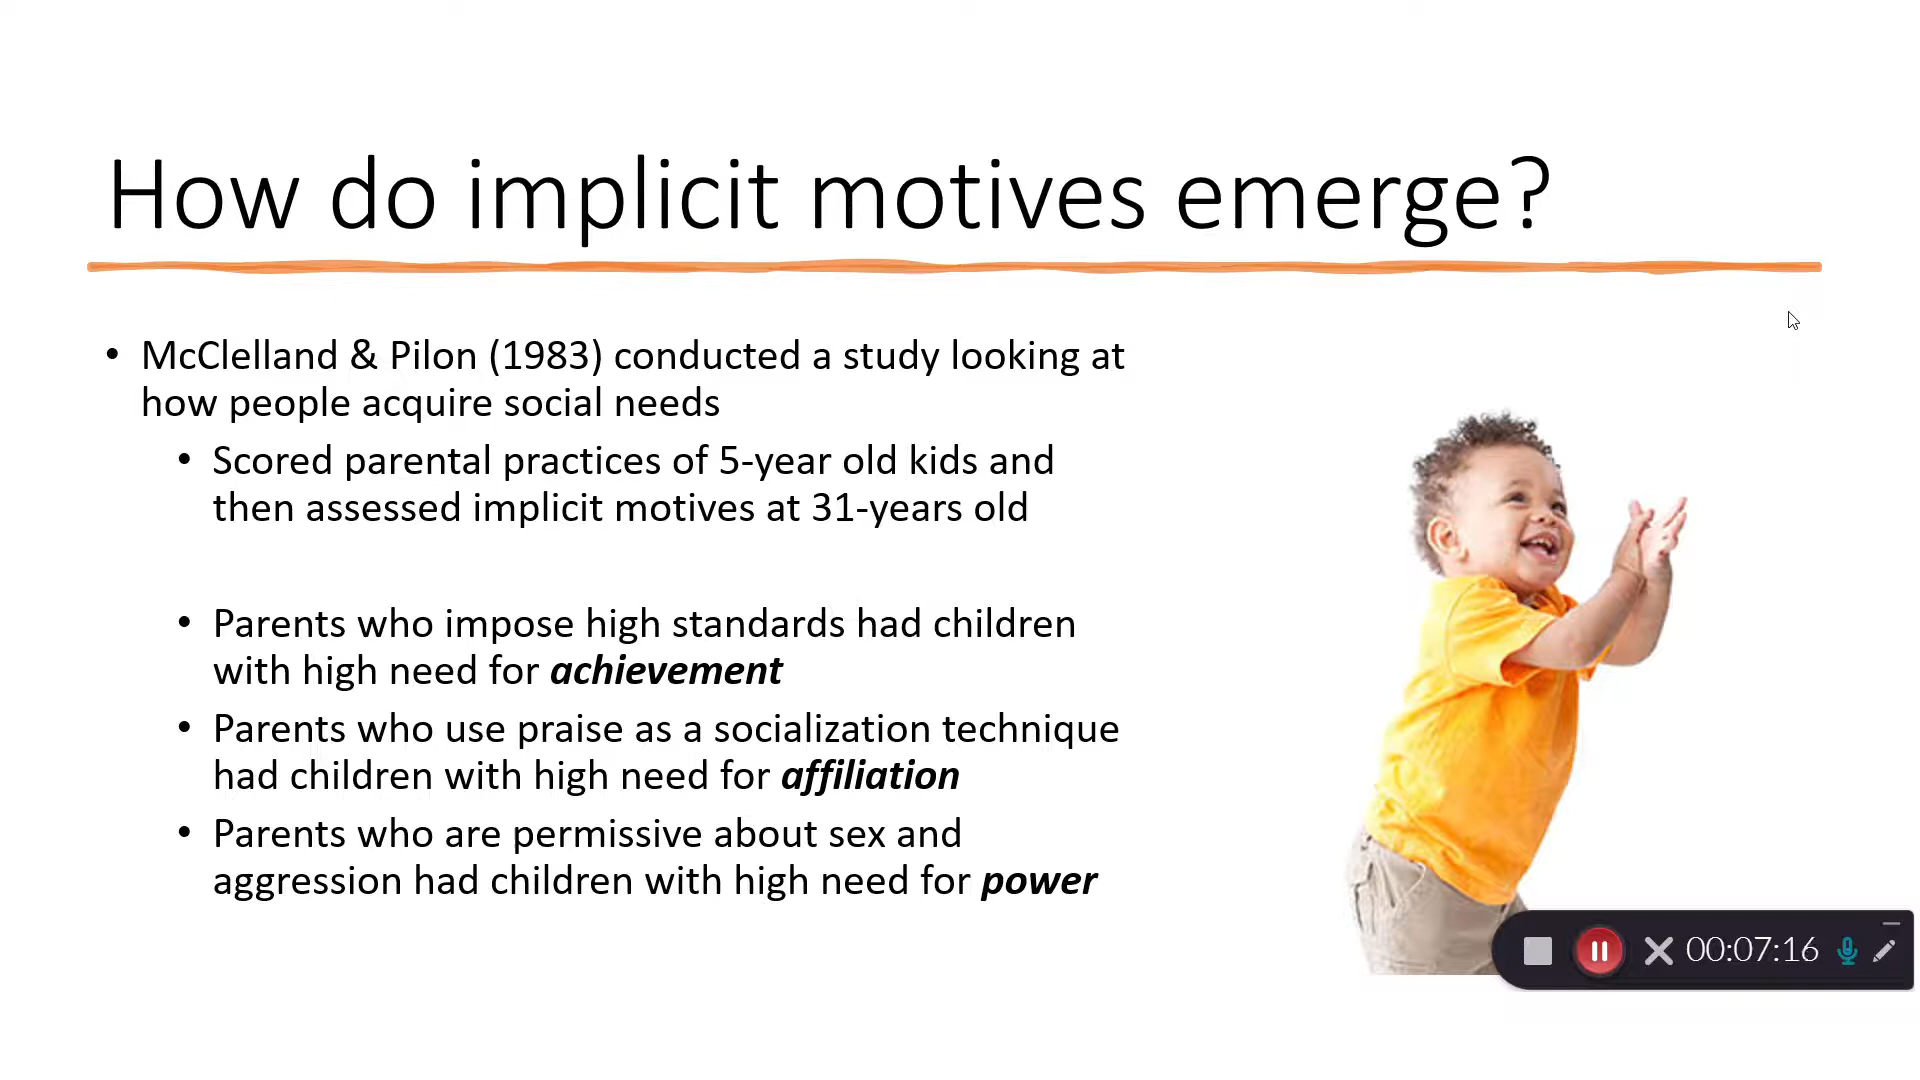 How do implicit motives emerge?
• McClelland & Pilon (1983) conducted a study looking at
how people acquire social needs
• Scored parental practices of 5-year old kids and
then assessed implicit motives at 31-years old
• Parents who impose high standards had children
with high need for achievement
• Parents who use praise as a socialization technique
had children with high need for affiliation
• Parents who are permissive about sex and
aggression had children with high need for power
00:07:16